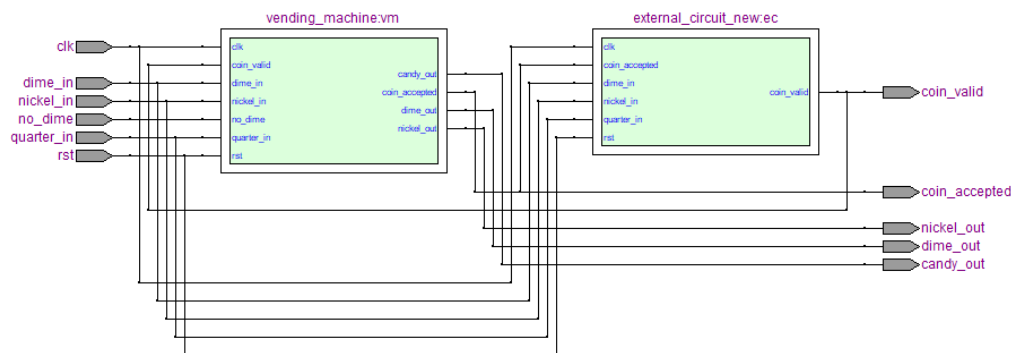 vending_machine:vm
external_circuit_new:ec
clk
dime_in
nickel_in
no_dime
quarter_in
rst
clk
coin_valid
dime_in
nickel_in
no_dime
quarter_in
rst
candy_out
coin_accepted
dime_out
nickel_out
clk
coin_accepted
dime_in
nickel_in
quarter_in
rst
coin_valid
coin_valid
coin_accepted
nickel_out
dime_out
candy_out